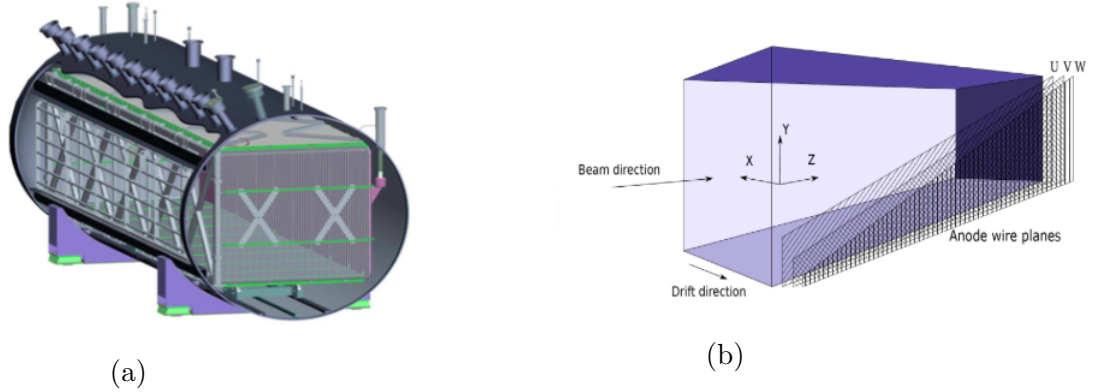 U V W
Y
X
Z
Beam direction
Anode wire planes
Drift direction
(a)
(b)